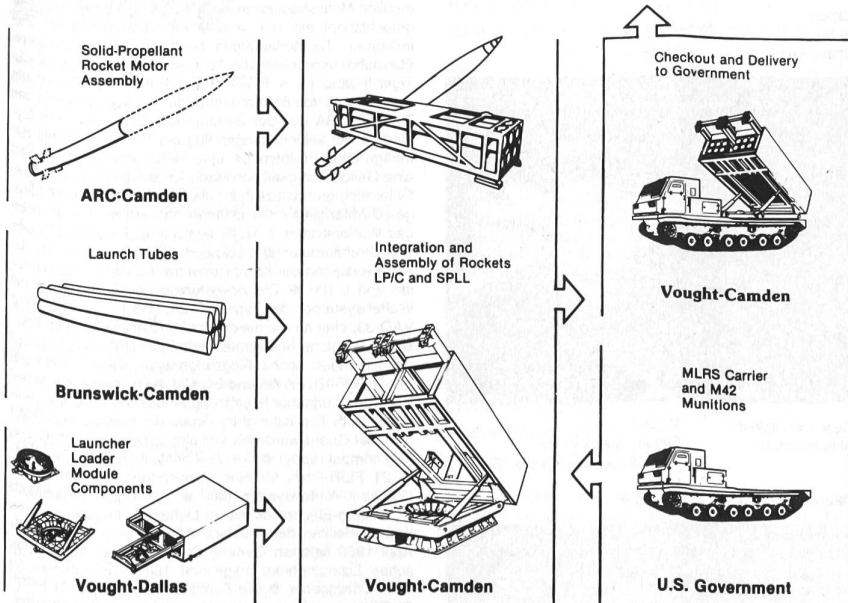 Solid-Propellant
Rocket Motor
Assembly
ARC-Camden
Launch Tubes
Brunswick-Camden
Launcher
Loader
Module
Components
Vought-Dallas
Integration and
Assembly of Rockets
LP/C and SPLL
Vought-Camden
Checkout and Delivery
to Government
Vought-Camden
MLRS Carrier
and M42
Munitions
U.S. Government